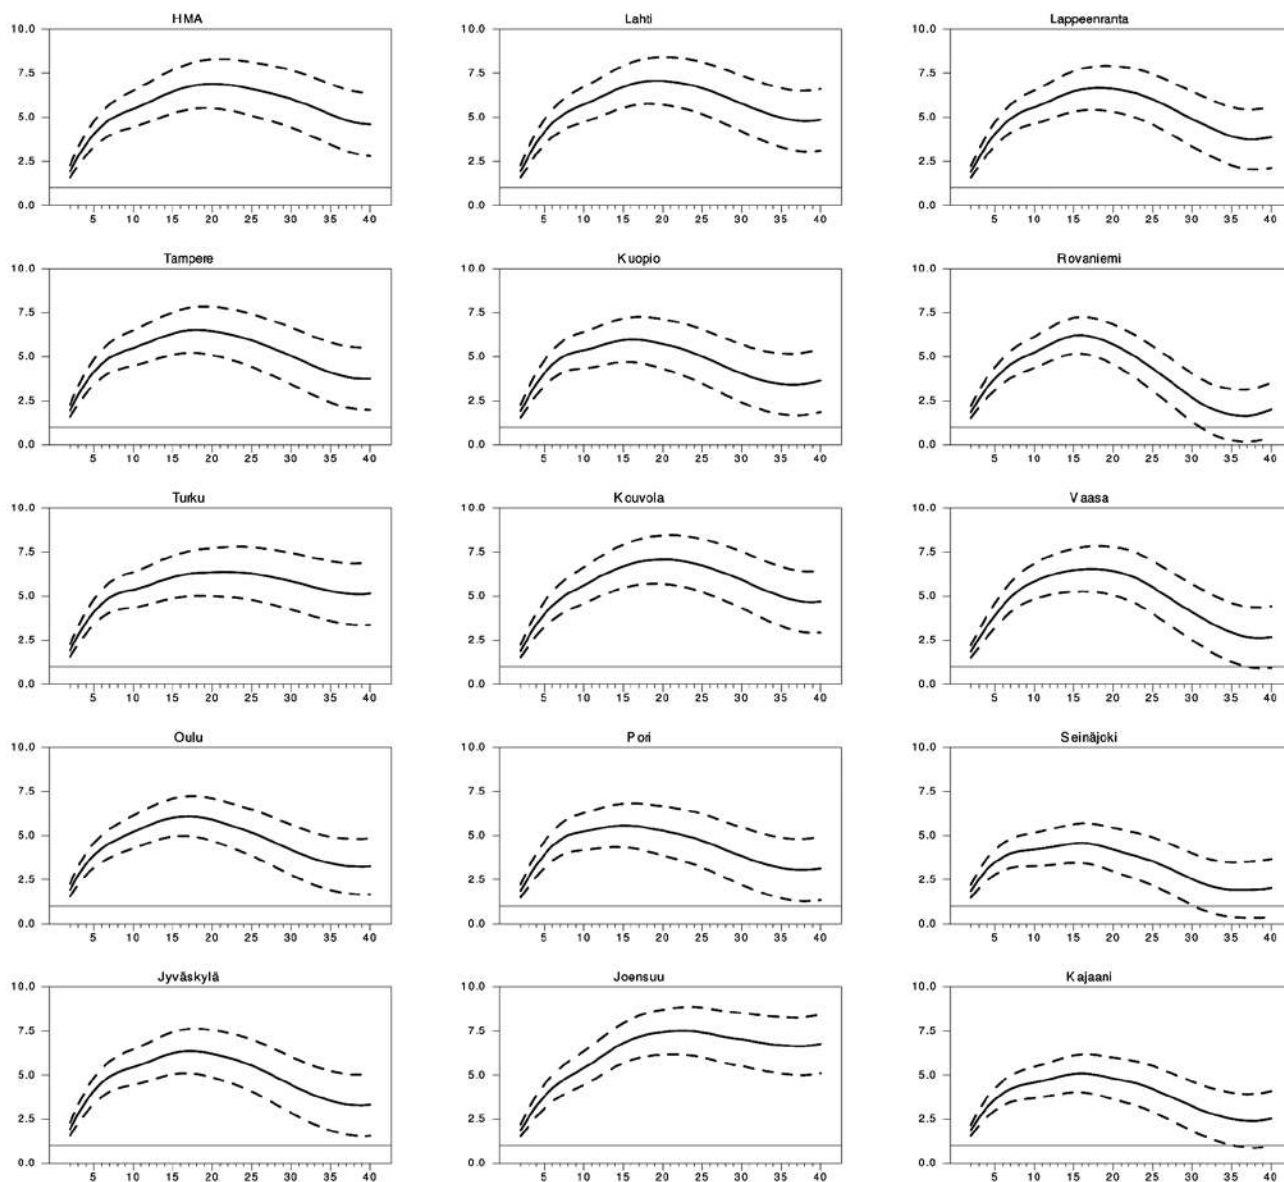 HMA Lahti Lappeenranta
10.0 10.0 10.0
7.5 7.5 7.5
5.0 5.0 5.0
2.5 2.5 2.5
0.0 0.0 0.0
5 10 15 20 25 30 35 40 5 10 15 20 25 30 35 40 5 10 15 20 25 30 35 40
Tampere Kuopio Rovaniemi
10.0 10.0 10.0
7.5 7.5 7.5
5.0 5.0 5.0
2.5 2.5 2.5
0.0 0.0 0.0
5 10 15 20 25 30 35 40 5 10 15 20 25 30 35 40 5 10 15 20 25 30 35 40
Turku Kouvola Vaasa
10.0 10.0 10.0
7.5 7.5 7.5
5.0 5.0 5.0
2.5 2.5 2.5
0.0 0.0 0.0
5 10 15 20 25 30 35 40 5 10 15 20 25 30 35 40 5 10 15 20 25 30 35 40
Oulu Pori Seinäjoki
10.0 10.0 10.0
7.5 7.5 7.5
5.0 5.0 5.0
2.5 2.5 2.5
0.0 0.0 0.0
5 10 15 20 25 30 35 40 5 10 15 20 25 30 35 40 5 10 15 20 25 30 35 40
Jyväskylä Joensuu Kajaani
10.0 10.0 10.0
7.5 7.5 7.5
5.0 5.0 5.0
2.5 2.5 2.5
0.0 0.0 0.0
5 10 15 20 25 30 35 40 5 10 15 20 25 30 35 40 5 10 15 20 25 30 35 40